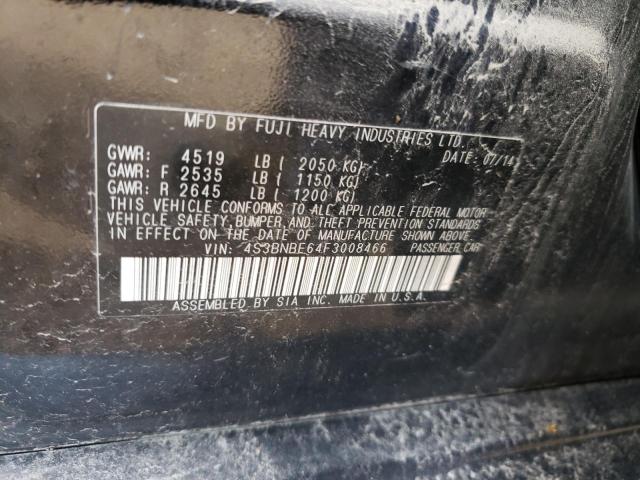 MFD BY FUJI HEAVY INDUSTRIES LTD.
GVWR: 4519 LB ( 2050 KG) DATE: 07/14
GAWR: F 2535 LB ( 1150 KG)
GAWR: R 2645 LB ( 1200 KG)
THIS VEHICLE CONFORMS TO ALL APPLICABLE FEDERAL MOTOR
VEHICLE SAFETY, BUMPER, AND THEFT PREVENTION STANDARDS
IN EFFECT ON THE DATE OF MANUFACTURE SHOWN ABOVE.
VIN: 4S3BNBE64F3008466 PASSENGER CAR
ASSEMBLED BY SIA INC. MADE IN U.S.A.